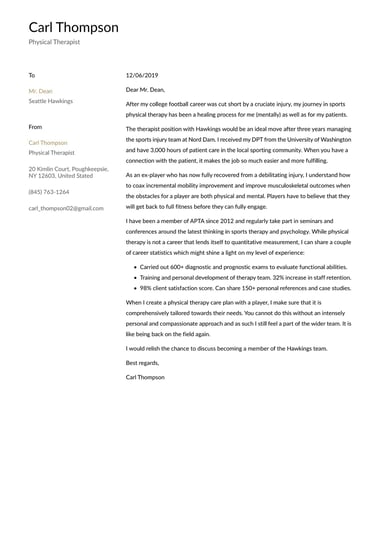 Carl Thompson
Physical Therapist
To
Mr. Dean
Seattle Hawkings
From
Carl Thompson
Physical Therapist
20 Kimlin Court, Poughkeepsie,
NY 12603, United Stated
(845) 763-1264
carl_thompson02@gmail.com
12/06/2019
Dear Mr. Dean,
After my college football career was cut short by a cruciate injury, my journey in sports
physical therapy has been a healing process for me (mentally) as well as for my patients.
The therapist position with Hawkings would be an ideal move after three years managing
the sports injury team at Nord Dam. I received my DPT from the University of Washington
and have 3,000 hours of patient care in the local sporting community. When you have a
connection with the patient, it makes the job so much easier and more fulfilling.
As an ex-player who has now fully recovered from a debilitating injury, I understand how
to coax incremental mobility improvement and improve musculoskeletal outcomes when
the obstacles for a player are both physical and mental. Players have to believe that they
will get back to full fitness before they can fully engage.
I have been a member of APTA since 2012 and regularly take part in seminars and
conferences around the latest thinking in sports therapy and psychology. While physical
therapy is not a career that lends itself to quantitative measurement, I can share a couple
of career statistics which might shine a light on my level of experience:
• Carried out 600+ diagnostic and prognostic exams to evaluate functional abilities.
• Training and personal development of therapy team. 32% increase in staff retention.
• 98% client satisfaction score. Can share 150+ personal references and case studies.
When I create a physical therapy care plan with a player, I make sure that it is
comprehensively tailored towards their needs. You cannot do this without an intensely
personal and compassionate approach and as such I still feel a part of the wider team. It is
like being back on the field again.
I would relish the chance to discuss becoming a member of the Hawkings team.
Best regards,
Carl Thompson